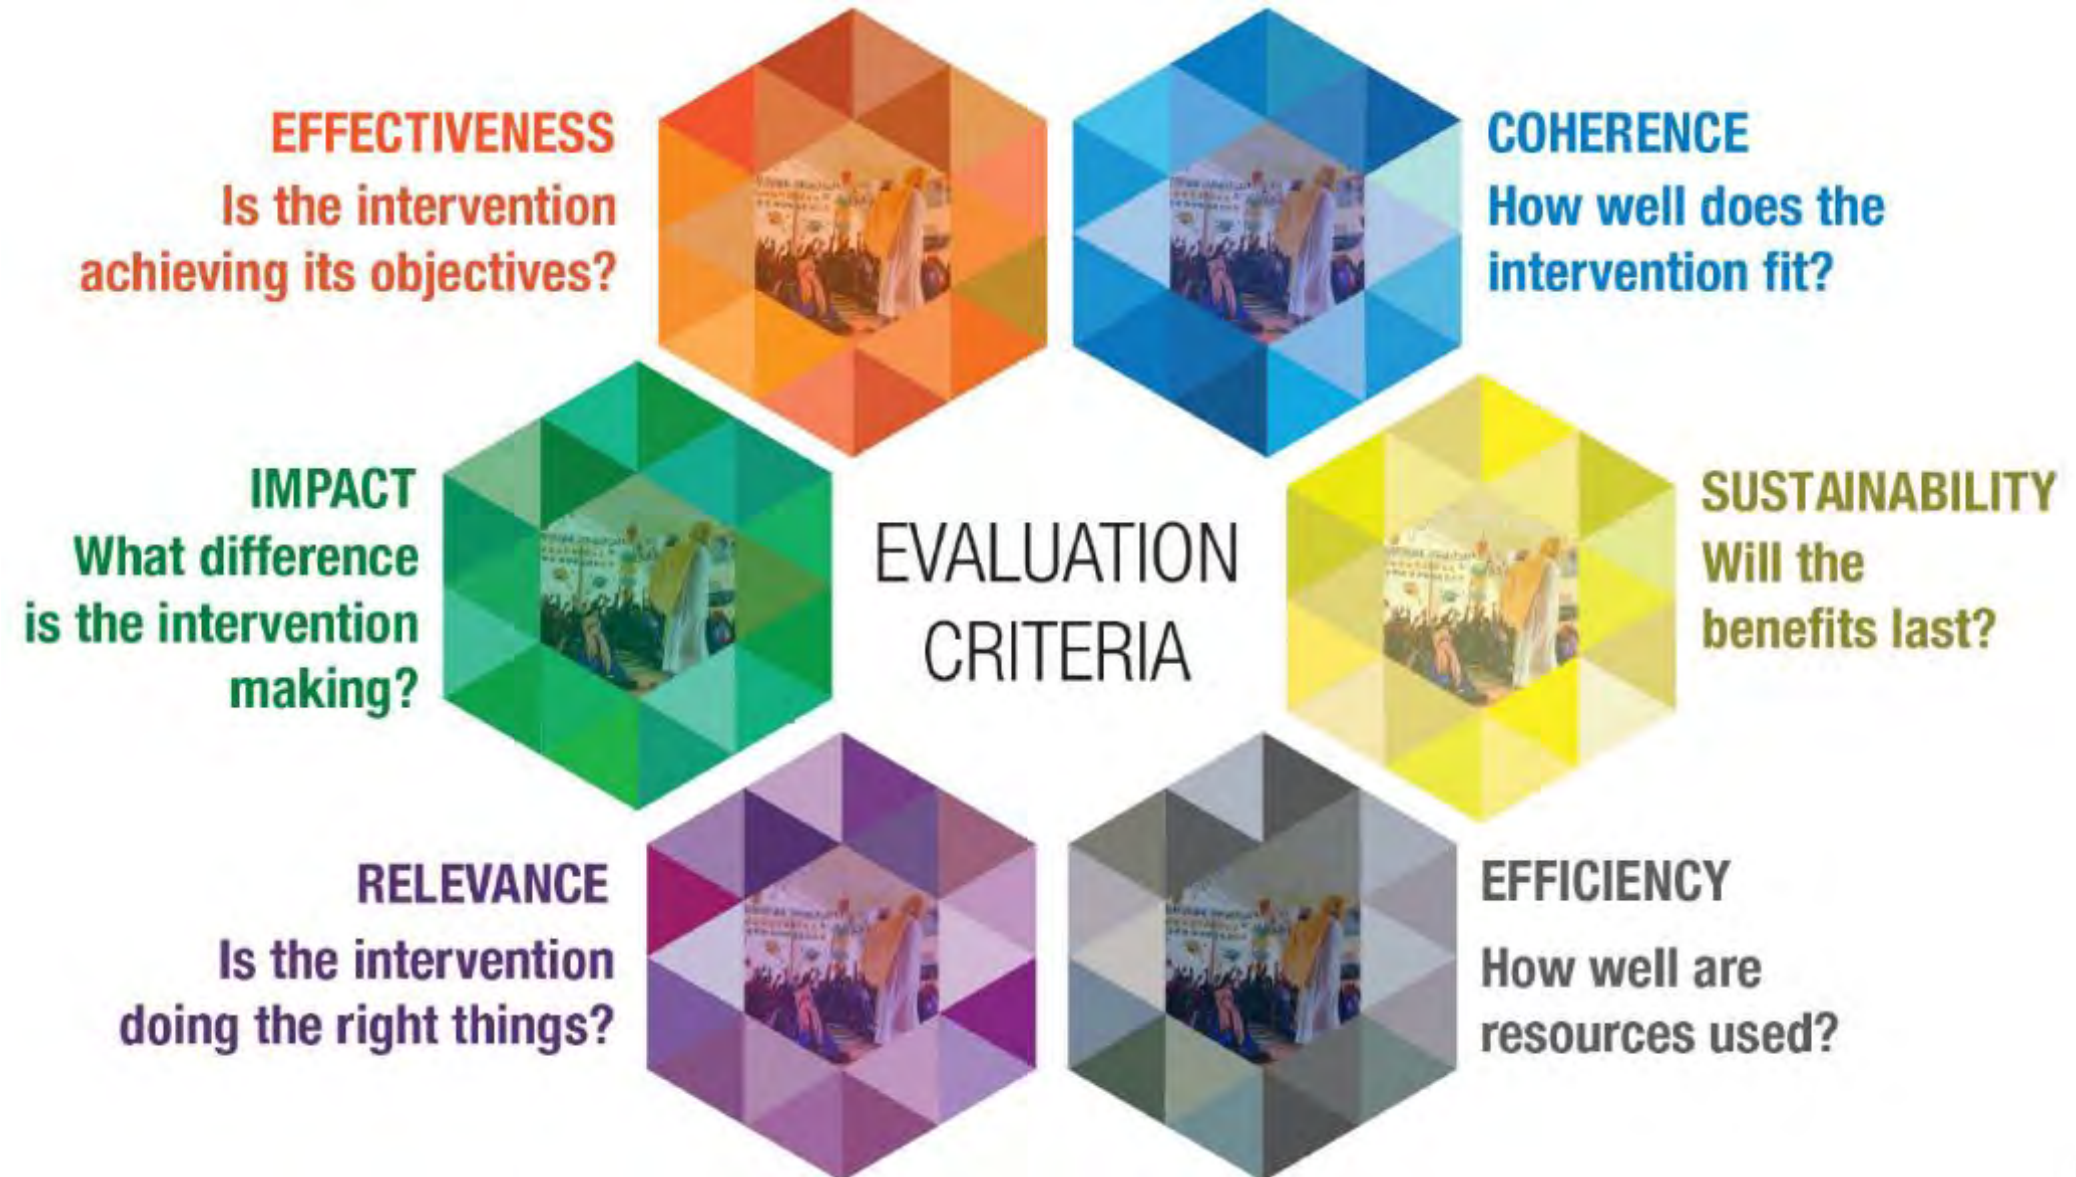 EFFECTIVENESS
Is the intervention
achieving its objectives?
COHERENCE
How well does the
intervention fit?
IMPACT
What difference
is the intervention
making?
EVALUATION
CRITERIA
SUSTAINABILITY
Will the
benefits last?
RELEVANCE
Is the intervention
doing the right things?
EFFICIENCY
How well are
resources used?